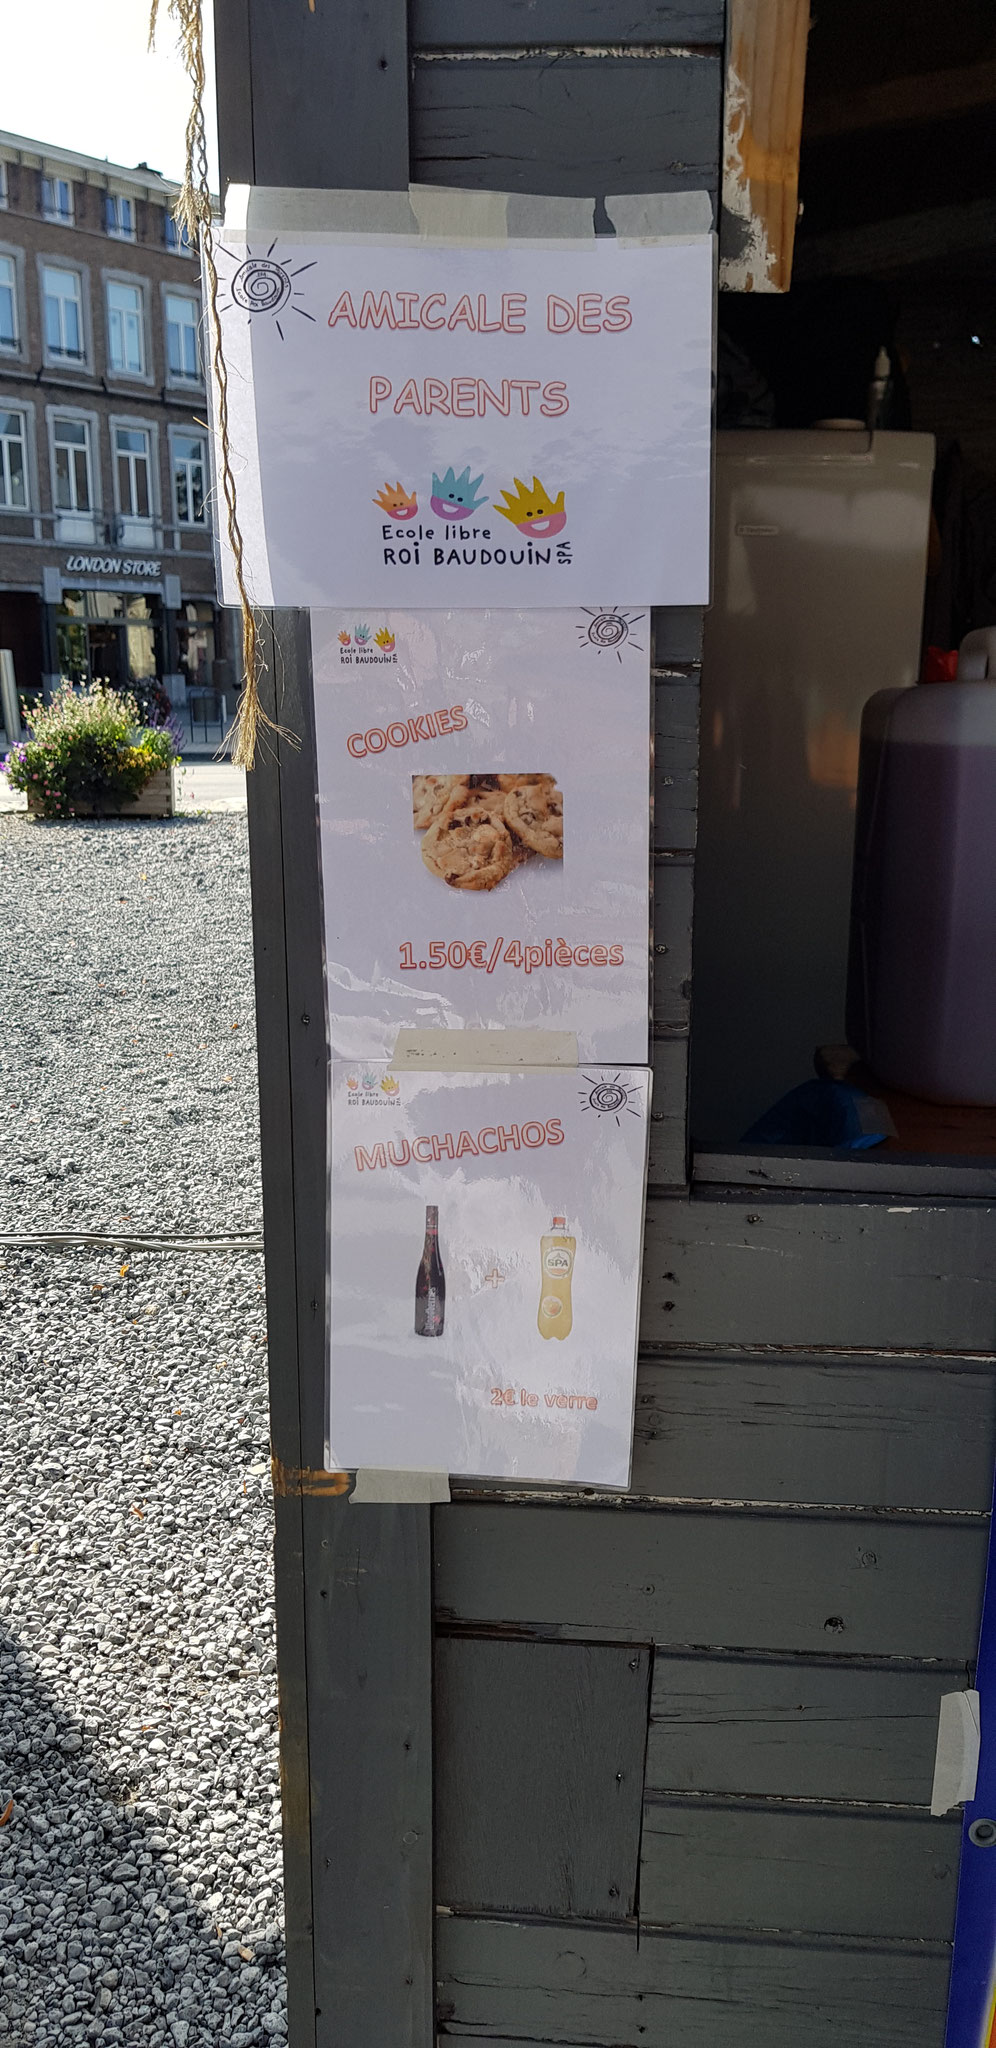 AMICALE DES
PARENTS
Ecole libre
ROI BAUDOUIN SPA
LONDON STORE
Ecole libre
ROI BAUDOUIN SPA
COOKIES
1.50€/4pièces
Ecole libre
ROI BAUDOUIN
MUCHACHOS
SPA
+
2€ le verre